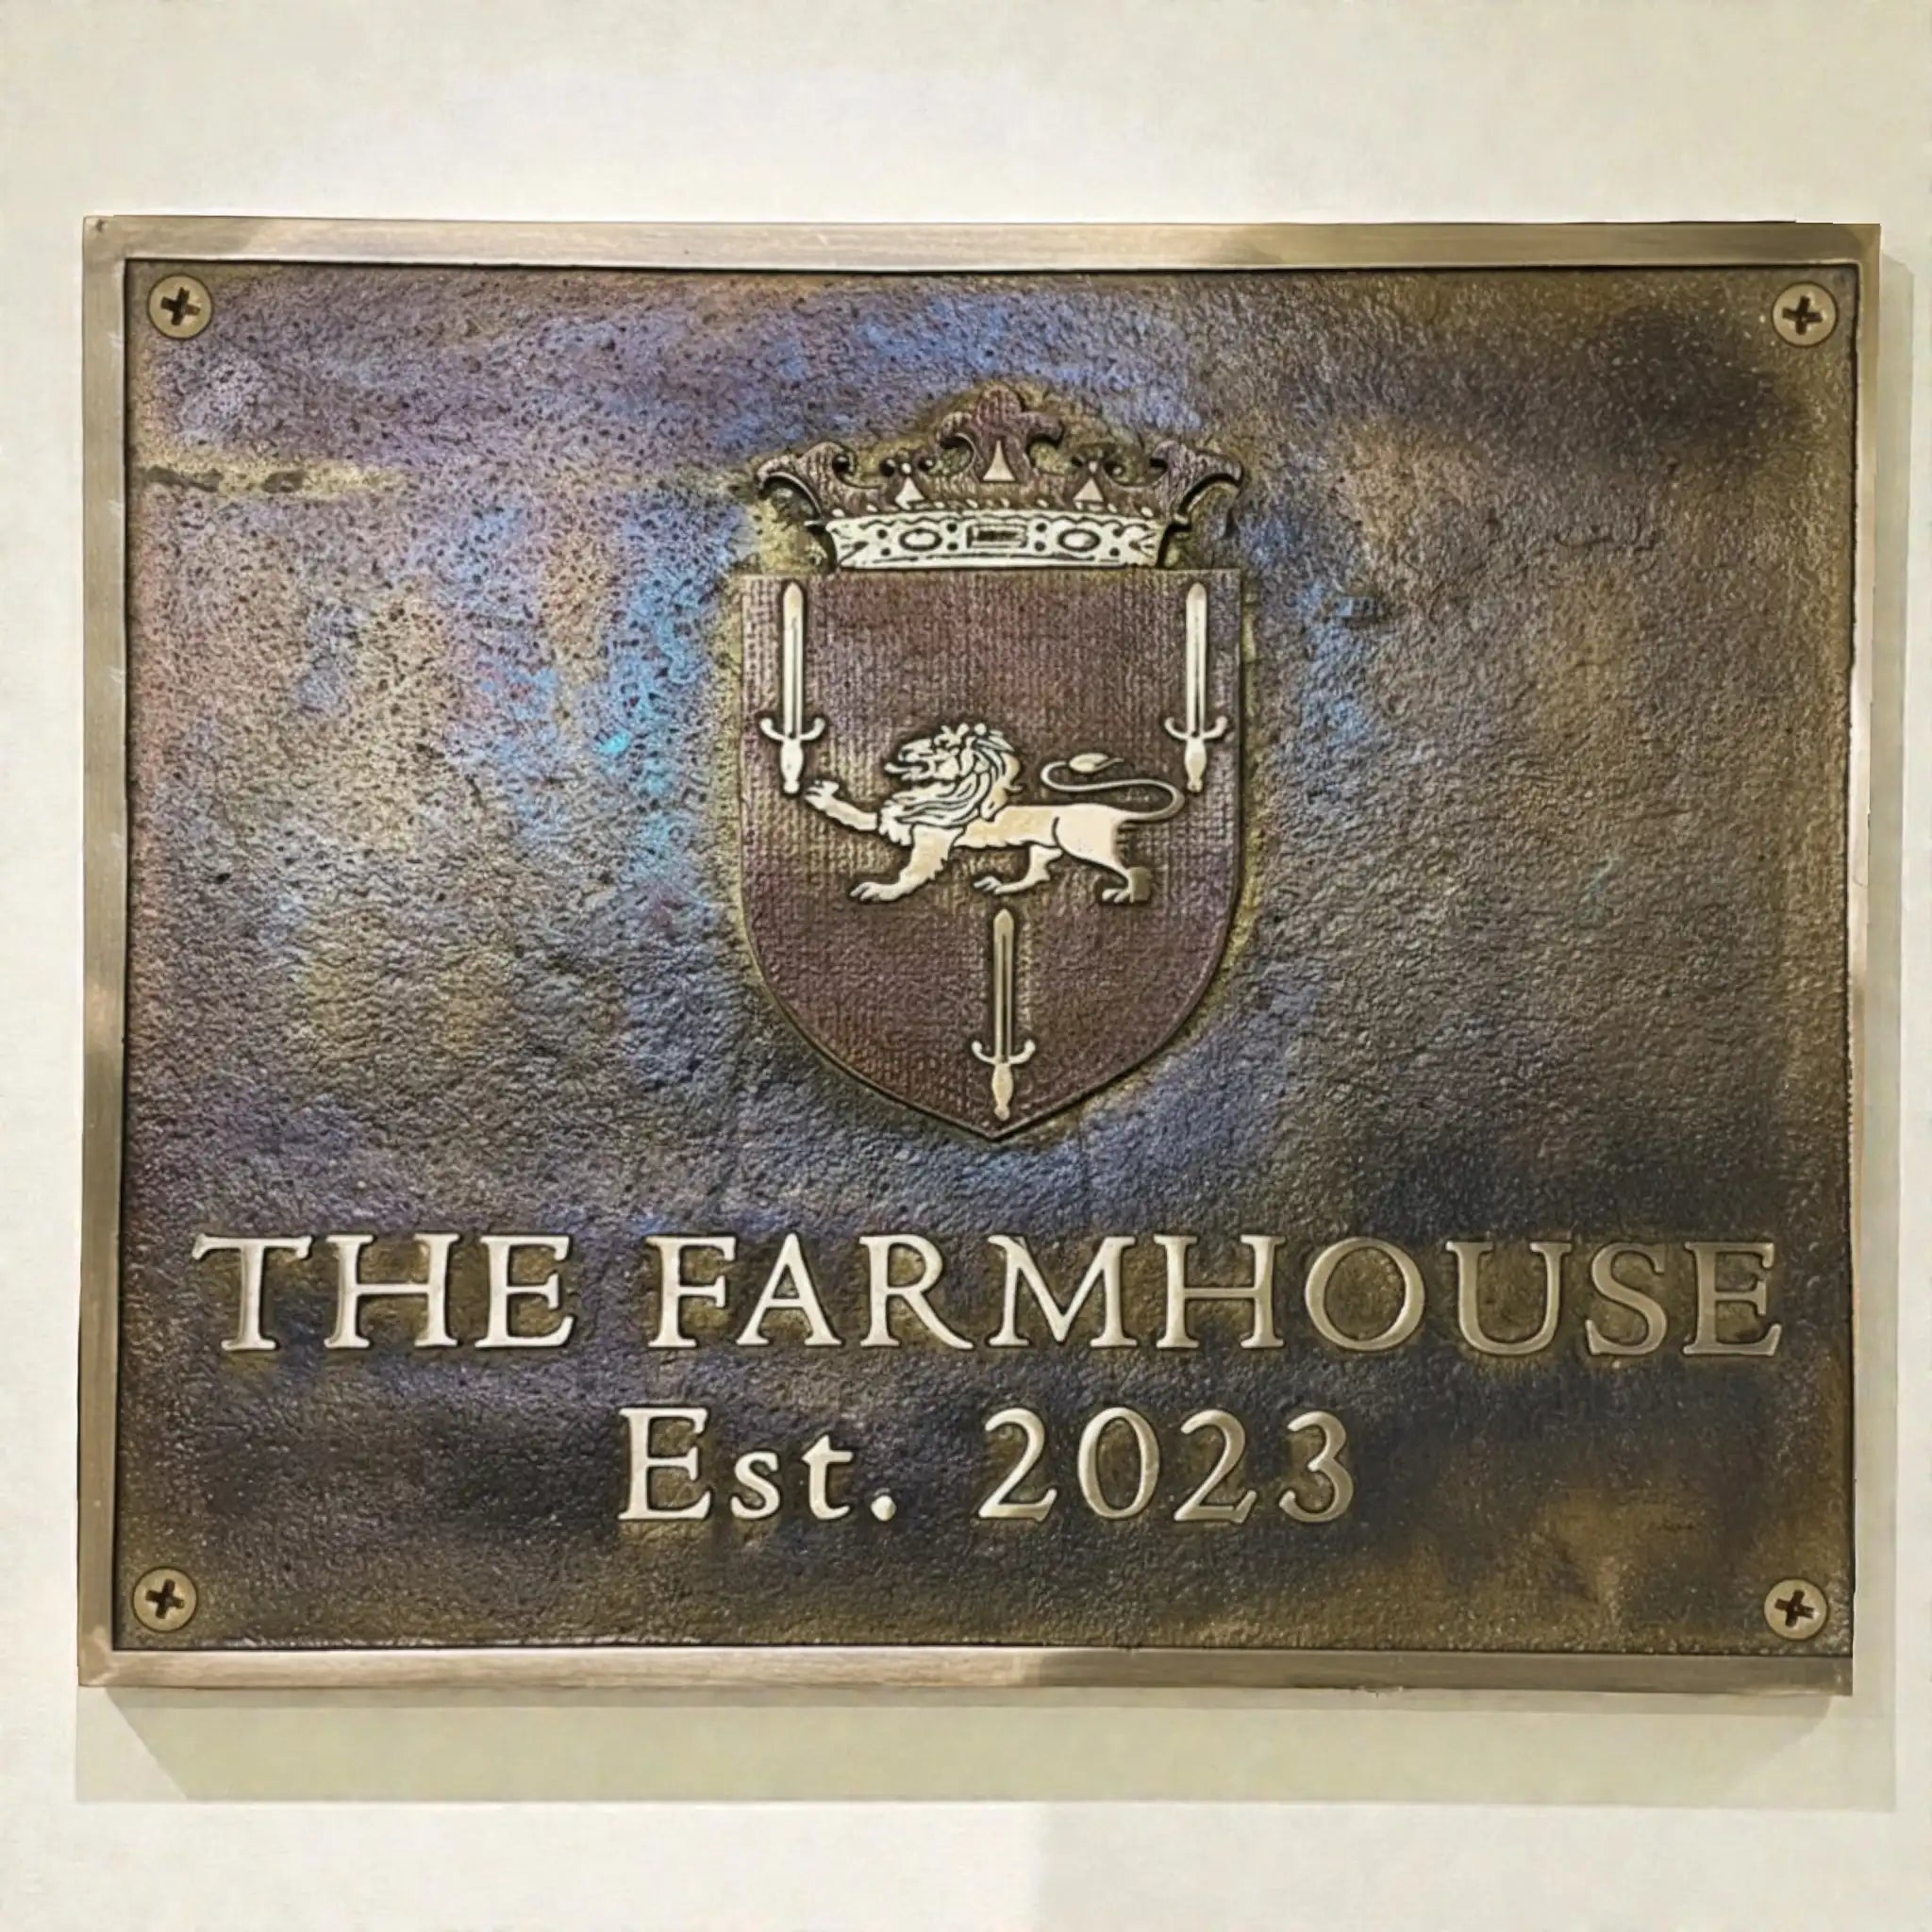 THE FARMHOUSE
Est. 2023